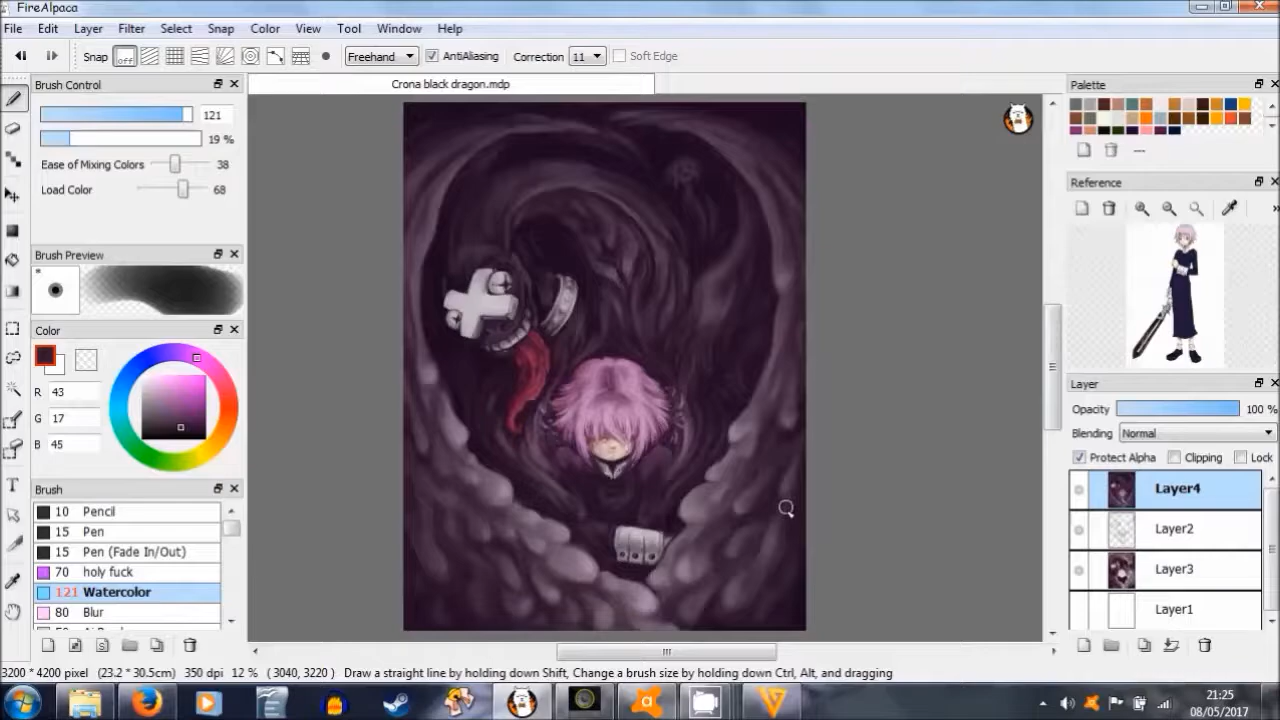 FireAlpaca
File Edit Layer Filter Select Snap Color View Tool Window Help
Snap off Freehand AntiAliasing Correction 11 Soft Edge
Brush Control
121
19 %
Ease of Mixing Colors 38
Load Color 68
Brush Preview
*
Color
R 43
G 17
B 45
Brush
10 Pencil
15 Pen
15 Pen (Fade In/Out)
70 holy fuck
121 Watercolor
80 Blur
Crona black dragon.mdp
Palette
---
Reference
»
Layer
Opacity 100 %
Blending Normal
Protect Alpha Clipping Lock
Layer4
Layer2
Layer3
Layer1
3200 * 4200 pixel (23.2 * 30.5cm) 350 dpi 12 % (3040, 3220) Draw a straight line by holding down Shift, Change a brush size by holding down Ctrl, Alt, and dragging
21:25
08/05/2017